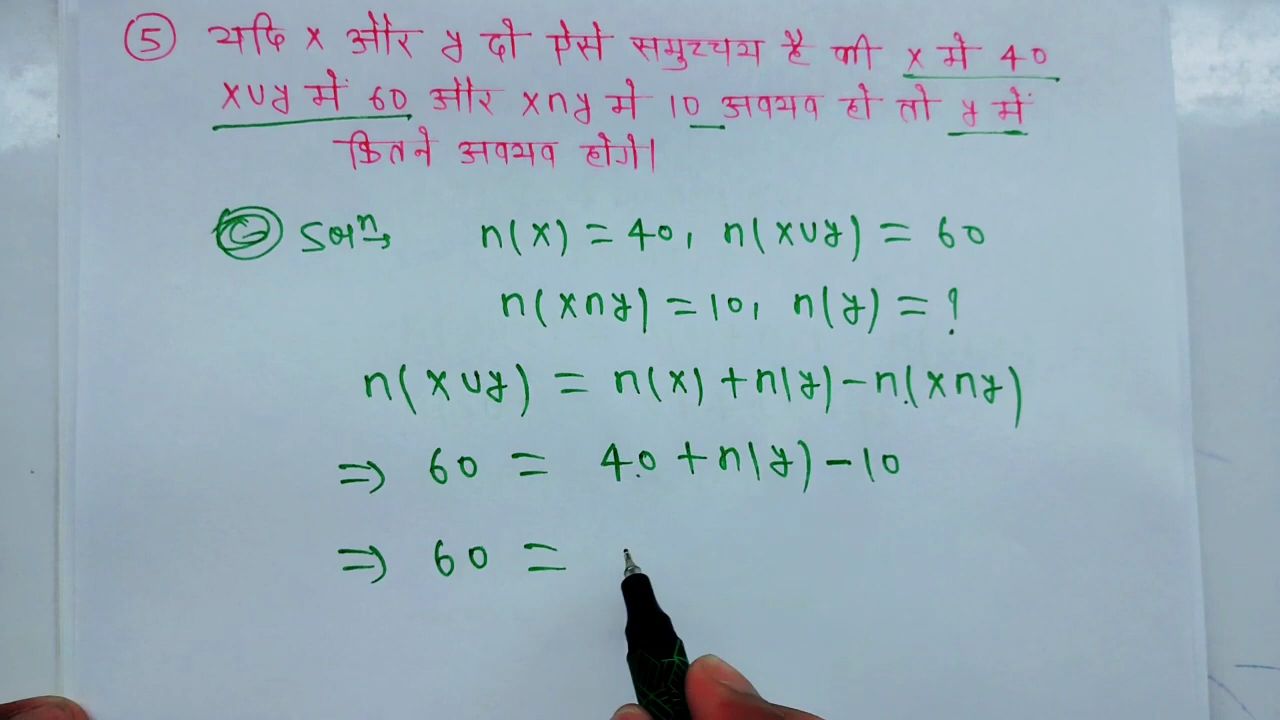 ⑤ यदि x और y दो ऐसे समुच्चय है की x में 40
x∪y में 60 और x∩y मे 10 अवयव हो तो y में
कितने अवयव होंगे।
Solⁿ→ n(x) = 40, n(x∪y) = 60
n(x∩y) = 10, n(y) = ?
n(x∪y) = n(x) + n(y) - n(x∩y)
⇒ 60 = 40 + n(y) - 10
⇒ 60 =